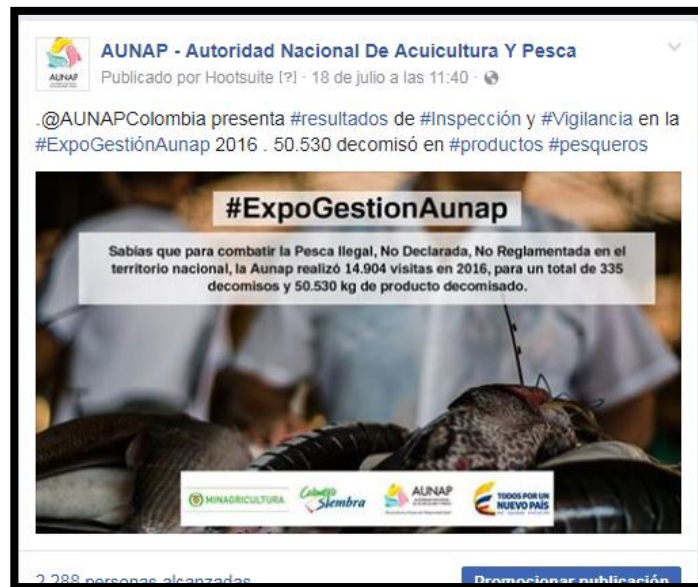 AUNAP - Autoridad Nacional De Acuicultura Y Pesca
AUNAP
Publicado por Hootsuite [?] · 18 de julio a las 11:40 ·
.@AUNAPColombia presenta #resultados de #Inspección y #Vigilancia en la
#ExpoGestiónAunap 2016 . 50.530 decomisó en #productos #pesqueros
#ExpoGestionAunap
Sabías que para combatir la Pesca Ilegal, No Declarada, No Reglamentada en el
territorio nacional, la Aunap realizó 14.904 visitas en 2016, para un total de 335
decomisos y 50.530 kg de producto decomisado.
MINAGRICULTURA
Colombia Siembra
AUNAP
TODOS POR UN
NUEVO PAÍS
2.288 personas alcanzadas
Promocionar publicación